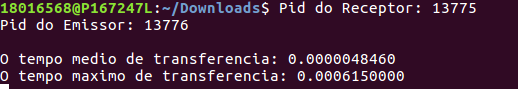 18016568@P167247L:~/Downloads$ Pid do Receptor: 13775
Pid do Emissor: 13776
O tempo medio de transferencia: 0.0000048460
O tempo maximo de transferencia: 0.0006150000